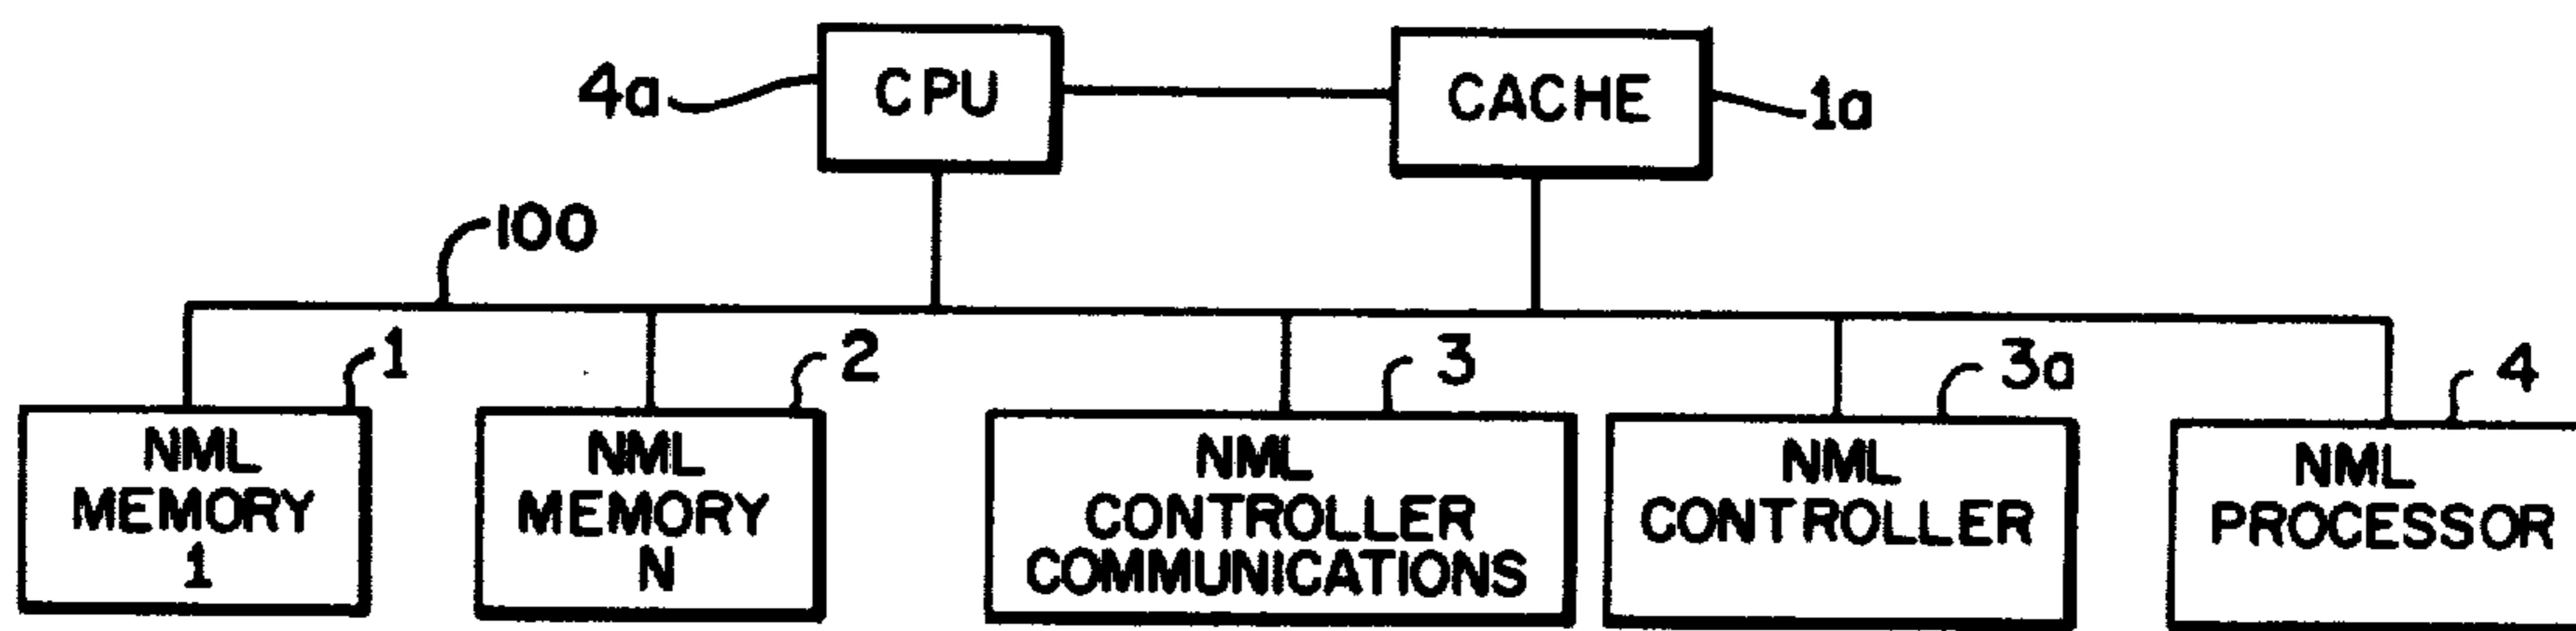 4a
CPU
CACHE
1a
100
1
2
3
3a
4
NML
MEMORY
1
NML
MEMORY
N
NML
CONTROLLER
COMMUNICATIONS
NML
CONTROLLER
NML
PROCESSOR